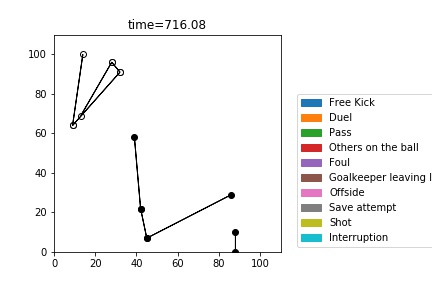 time=716.08
100
80
60
40
20
0
0 20 40 60 80 100
Free Kick
Duel
Pass
Others on the ball
Foul
Goalkeeper leaving l
Offside
Save attempt
Shot
Interruption